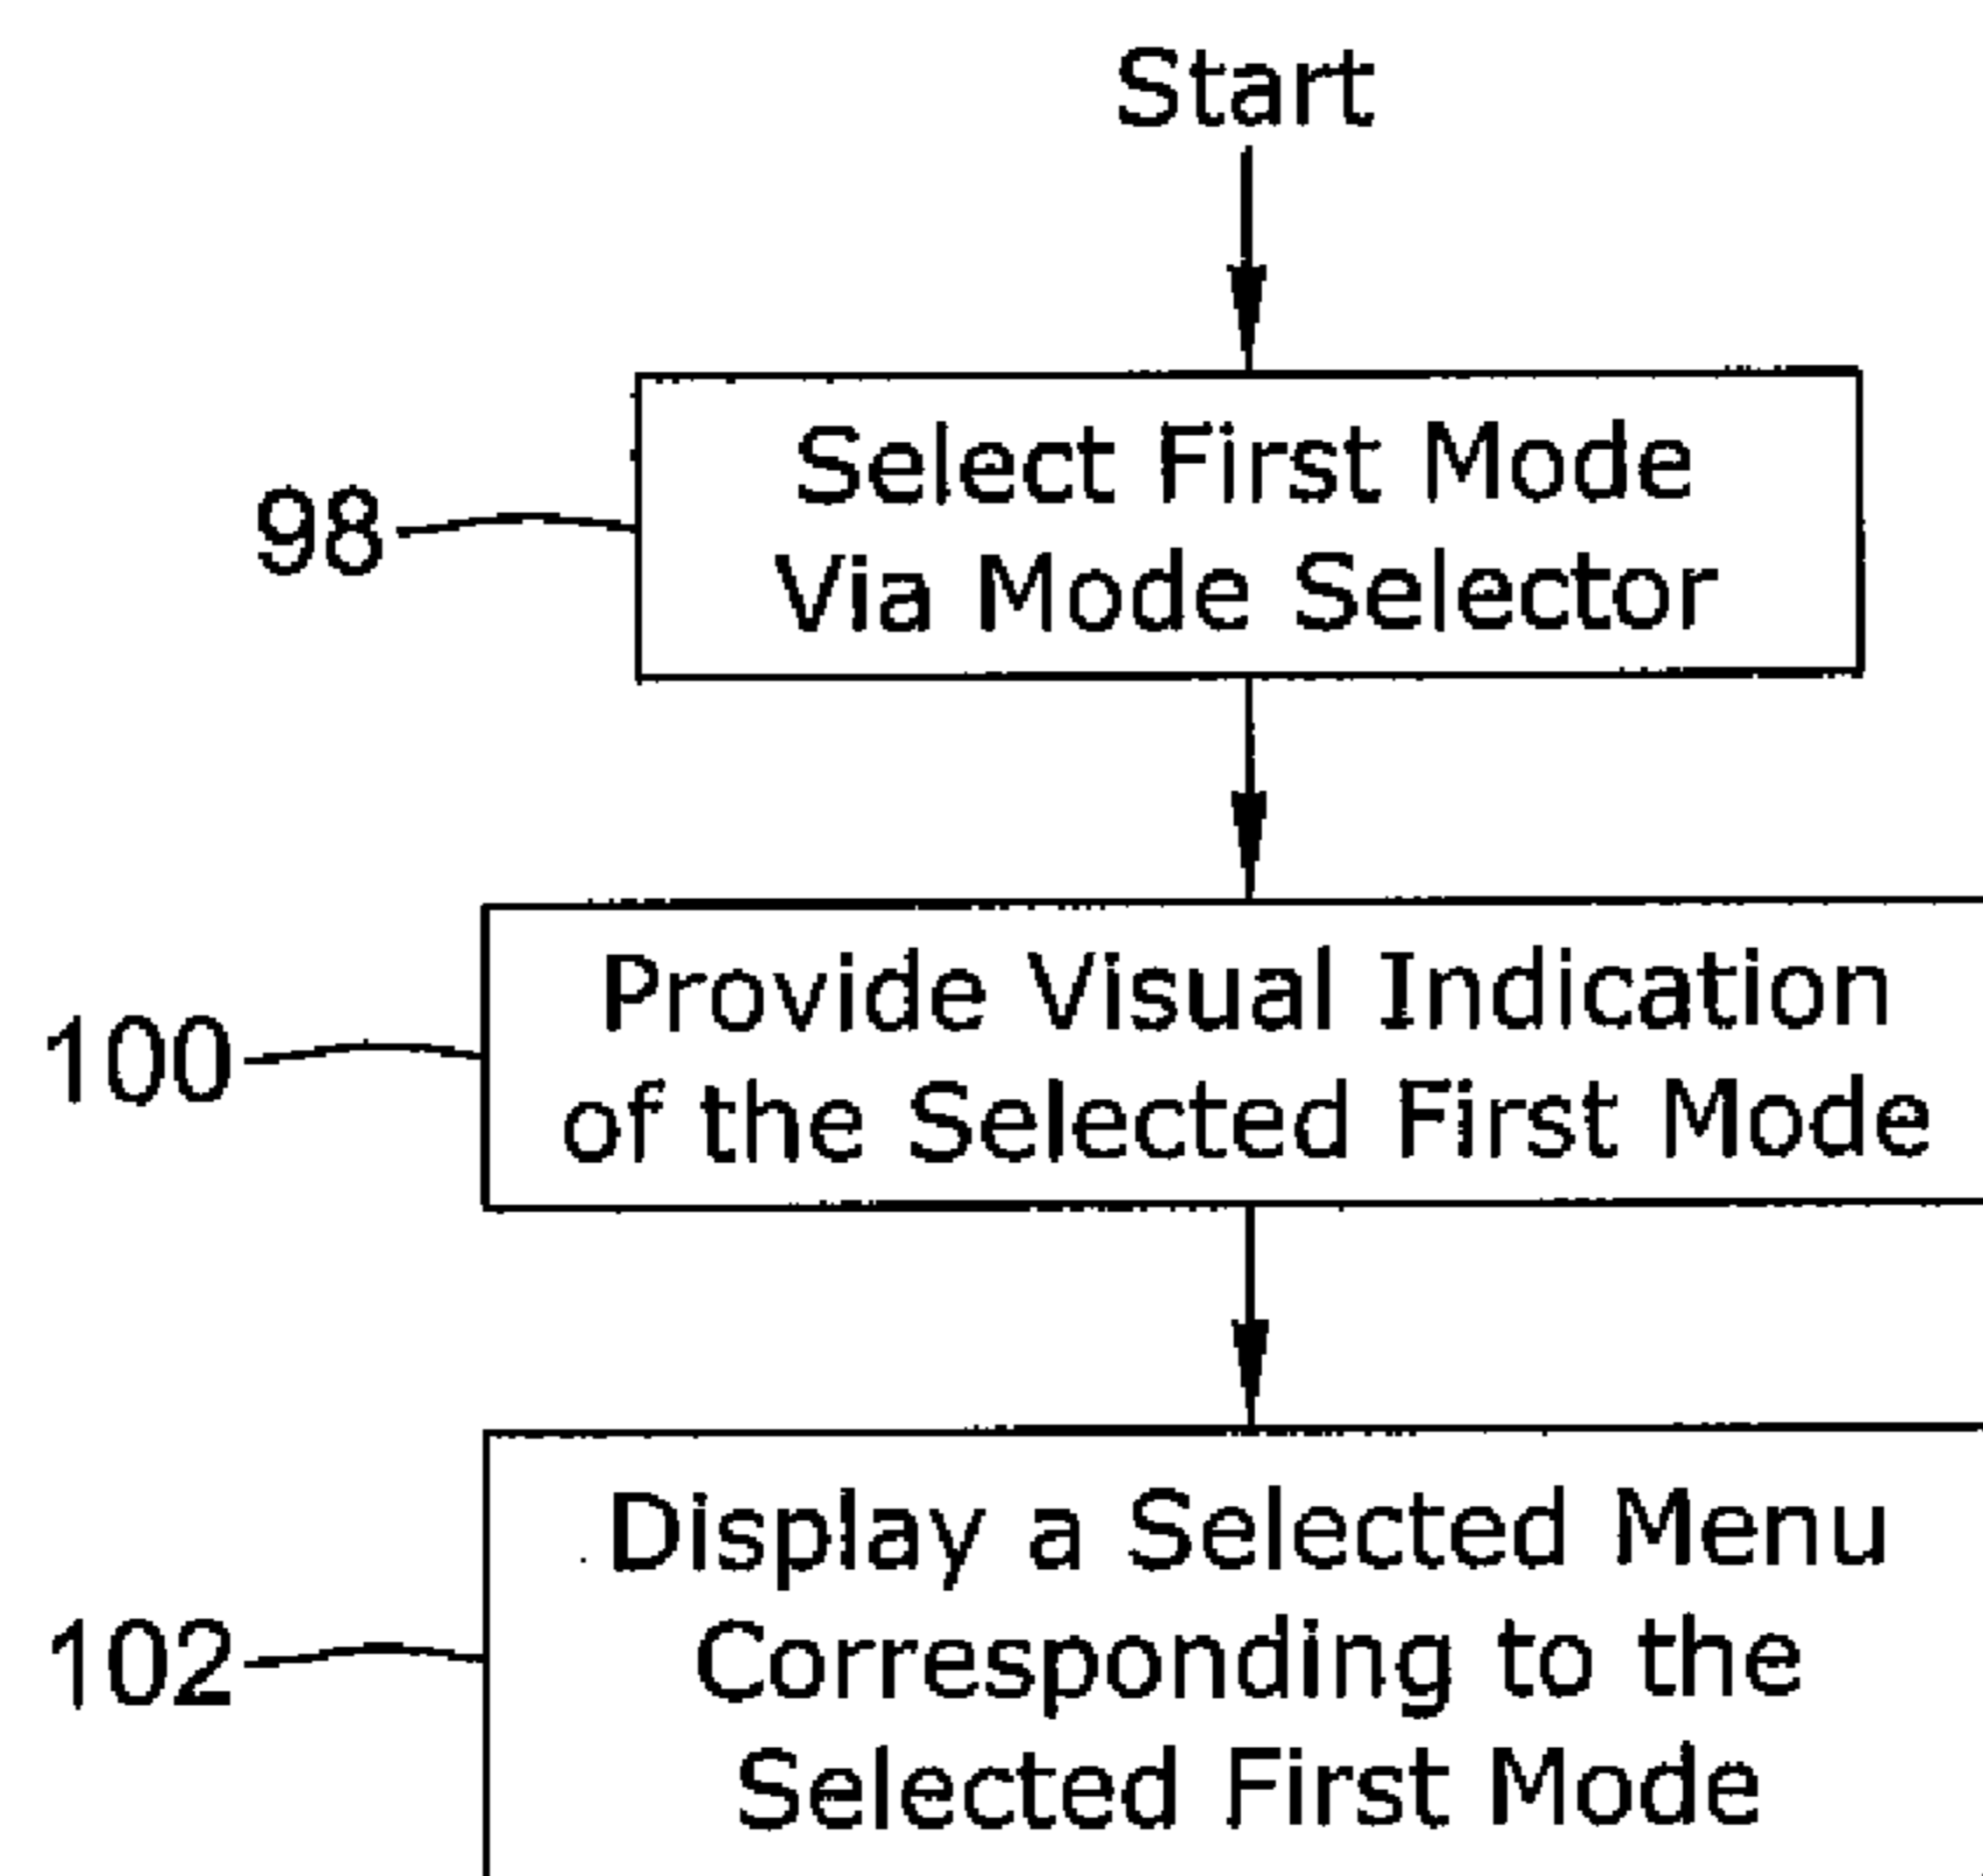 Start
98
Select First Mode
Via Mode Selector
100
Provide Visual Indication
of the Selected First Mode
102
Display a Selected Menu
Corresponding to the
Selected First Mode